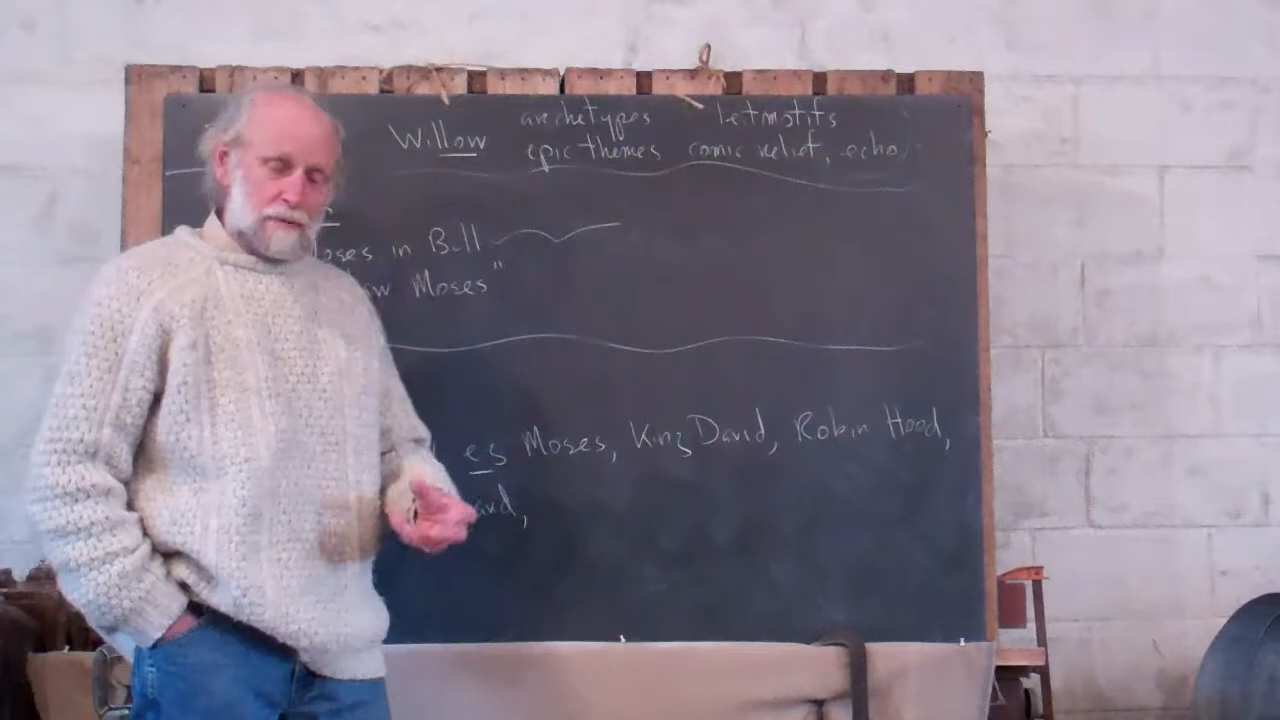 Willow archetypes leitmotifs
epic themes comic relief, echo
oses in Bull
w Moses"
es Moses, King David, Robin Hood,
ard,